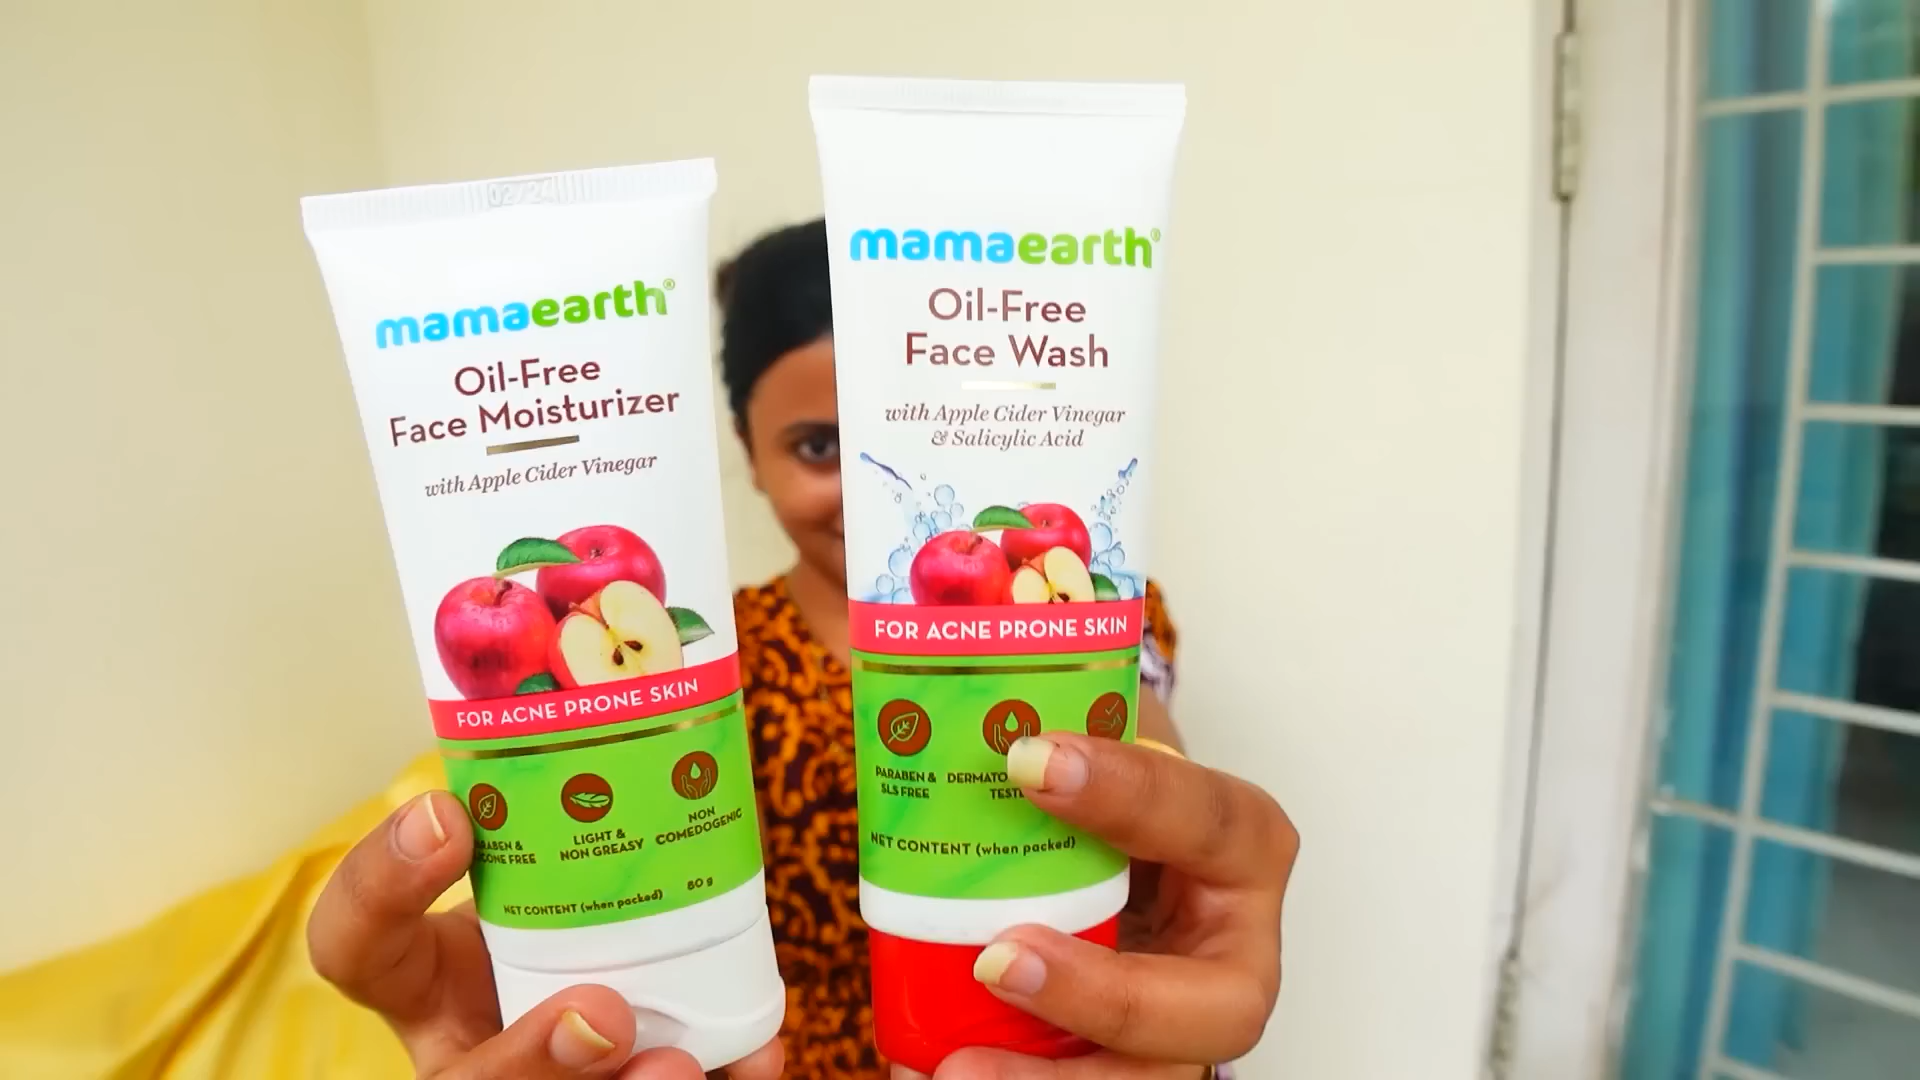 02/24
mamaearth®
Oil-Free
Face Moisturizer
with Apple Cider Vinegar
FOR ACNE PRONE SKIN
LIGHT &
NON GREASY
NON
COMEDOGENIC
FREE
NET CONTENT (when packed) 80 g
mamaearth®
Oil-Free
Face Wash
with Apple Cider Vinegar
& Salicylic Acid
FOR ACNE PRONE SKIN
PARABEN &
SLS FREE
NET CONTENT (when packed)